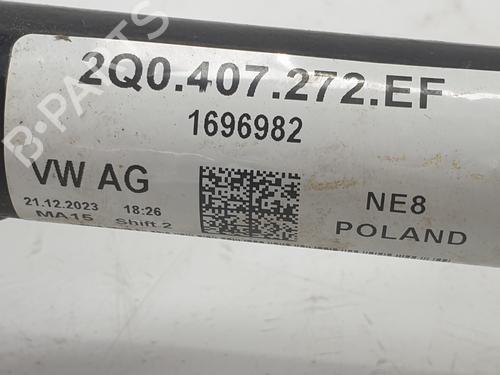 2Q0.407.272.EF
1696982
VW AG
21.12.2023 18:26
MA15 Shift 2
NE8
POLAND
B-PARTS